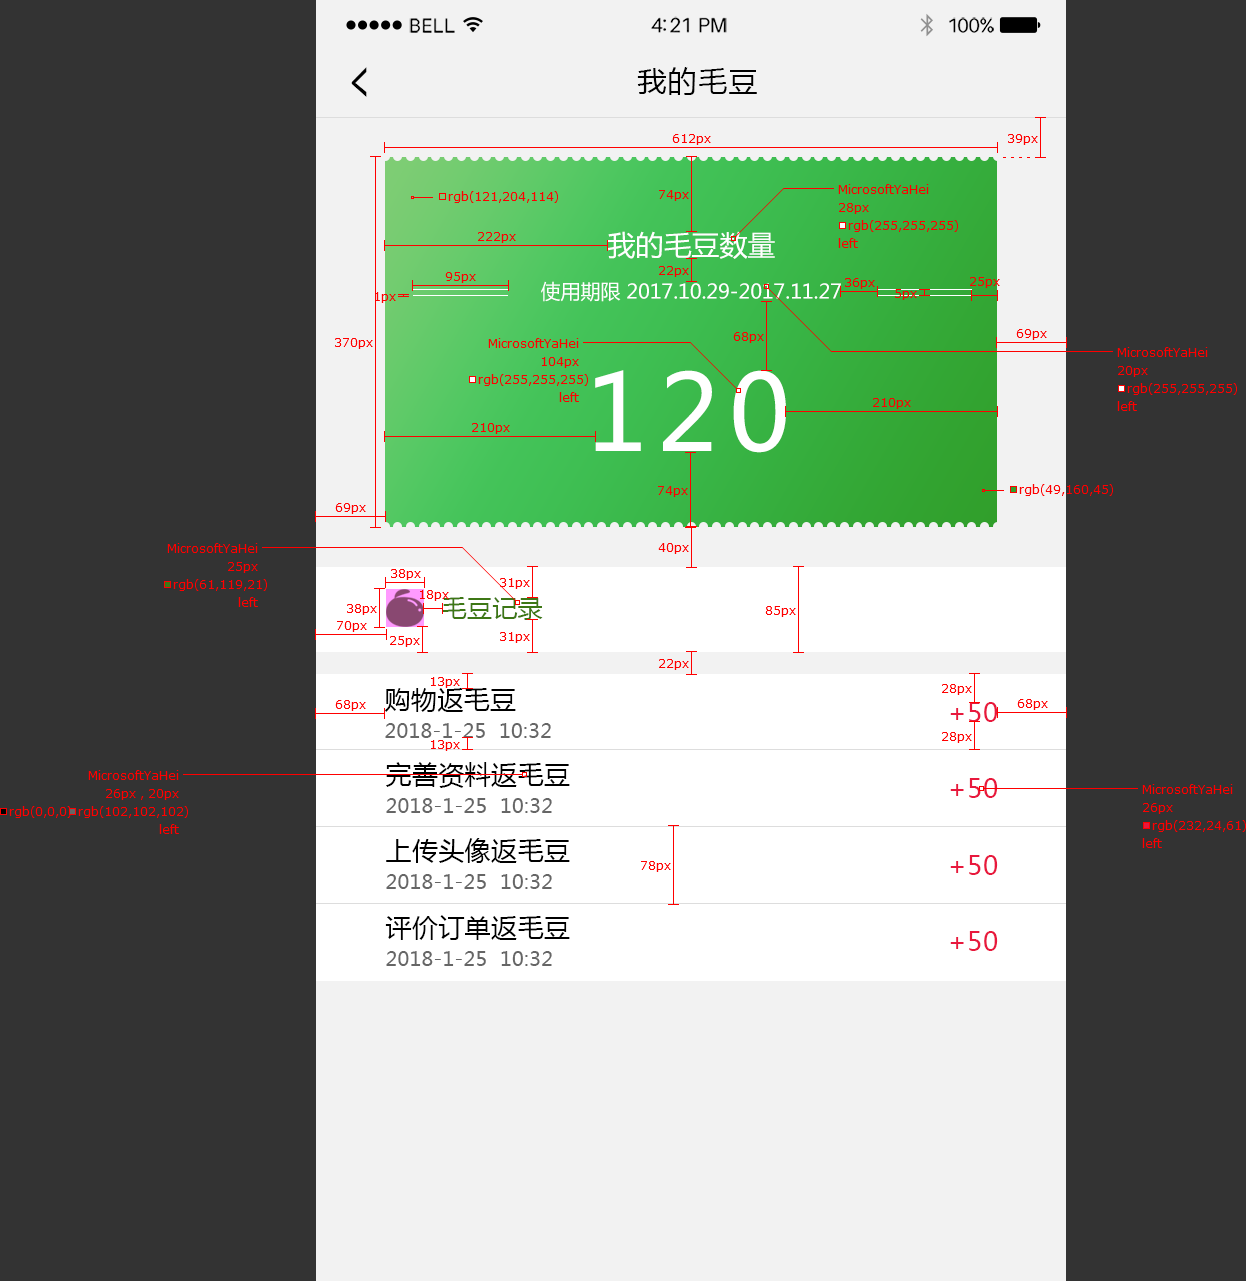 BELL
4:21 PM
100%
我的毛豆
612px
39px
rgb(121,204,114)
74px
MicrosoftYaHei
28px
rgb(255,255,255)
left
222px
我的毛豆数量
22px
95px
1px
使用期限 2017.10.29-2017.11.27
36px
5px
25px
370px
68px
69px
MicrosoftYaHei
104px
rgb(255,255,255)
left
MicrosoftYaHei
20px
rgb(255,255,255)
left
120
210px
210px
74px
rgb(49,160,45)
69px
40px
MicrosoftYaHei
25px
rgb(61,119,21)
left
38px
31px
18px
38px
毛豆记录
85px
70px
25px
31px
22px
13px
28px
购物返毛豆
68px
+50
68px
2018-1-25 10:32
28px
13px
MicrosoftYaHei
26px , 20px
rgb(0,0,0)
rgb(102,102,102)
left
完善资料返毛豆
2018-1-25 10:32
+50
MicrosoftYaHei
26px
rgb(232,24,61)
left
上传头像返毛豆
2018-1-25 10:32
78px
+50
评价订单返毛豆
2018-1-25 10:32
+50